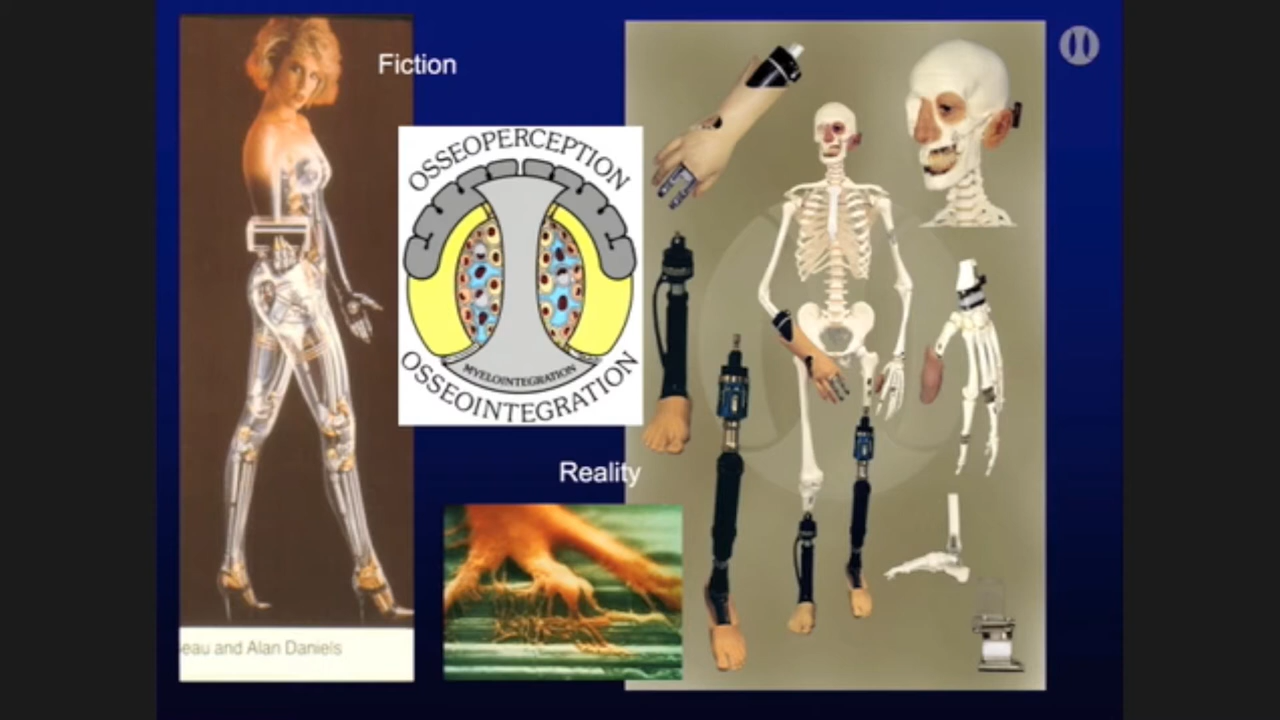 Fiction
OSSEOPERCEPTION
MYELOINTEGRATION
OSSEOINTEGRATION
Reality
eau and Alan Daniels